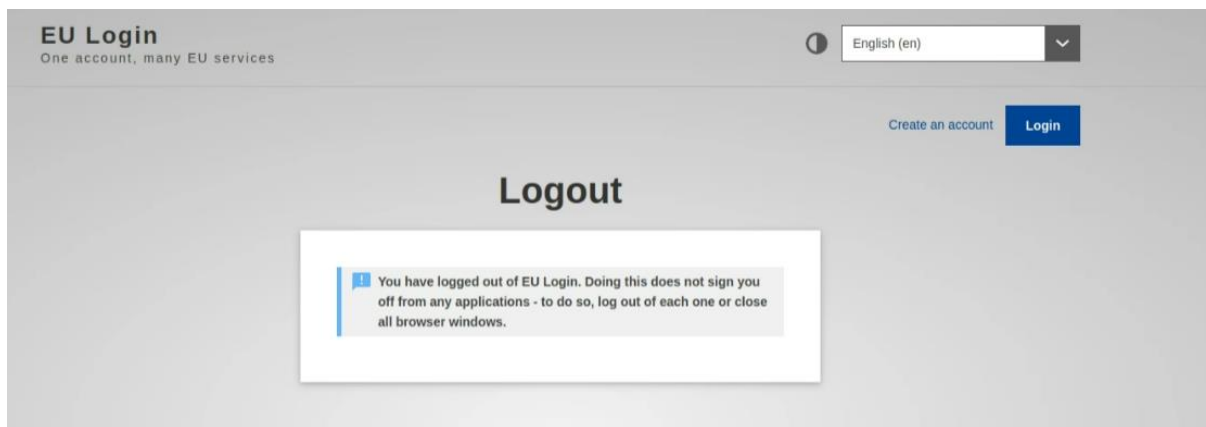 EU Login
One account, many EU services
English (en)
Create an account
Login
Logout
You have logged out of EU Login. Doing this does not sign you
off from any applications - to do so, log out of each one or close
all browser windows.